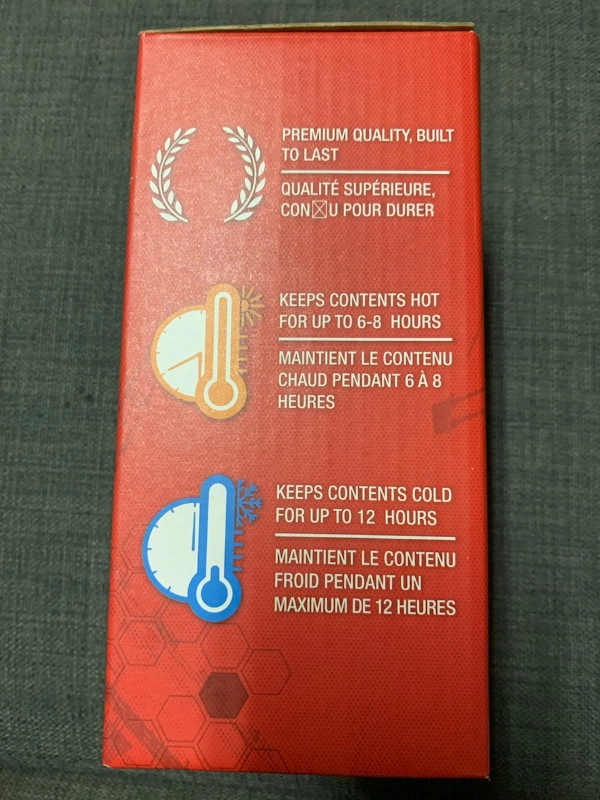 PREMIUM QUALITY, BUILT
TO LAST
QUALITÉ SUPÉRIEURE,
CON☒U POUR DURER
KEEPS CONTENTS HOT
FOR UP TO 6-8 HOURS
MAINTIENT LE CONTENU
CHAUD PENDANT 6 À 8
HEURES
KEEPS CONTENTS COLD
FOR UP TO 12 HOURS
MAINTIENT LE CONTENU
FROID PENDANT UN
MAXIMUM DE 12 HEURES